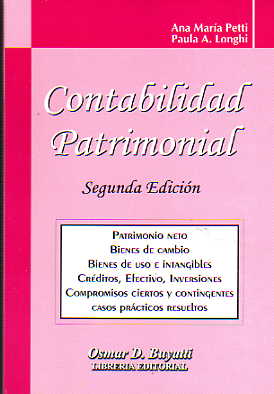 Ana María Petti
Paula A. Longhi
Contabilidad
Patrimonial
Segunda Edición
PATRIMONIO NETO
BIENES DE CAMBIO
BIENES DE USO E INTANGIBLES
CRÉDITOS, EFECTIVO, INVERSIONES
COMPROMISOS CIERTOS Y CONTINGENTES
CASOS PRÁCTICOS RESUELTOS
Osmar D. Buyatti
LIBRERIA EDITORIAL